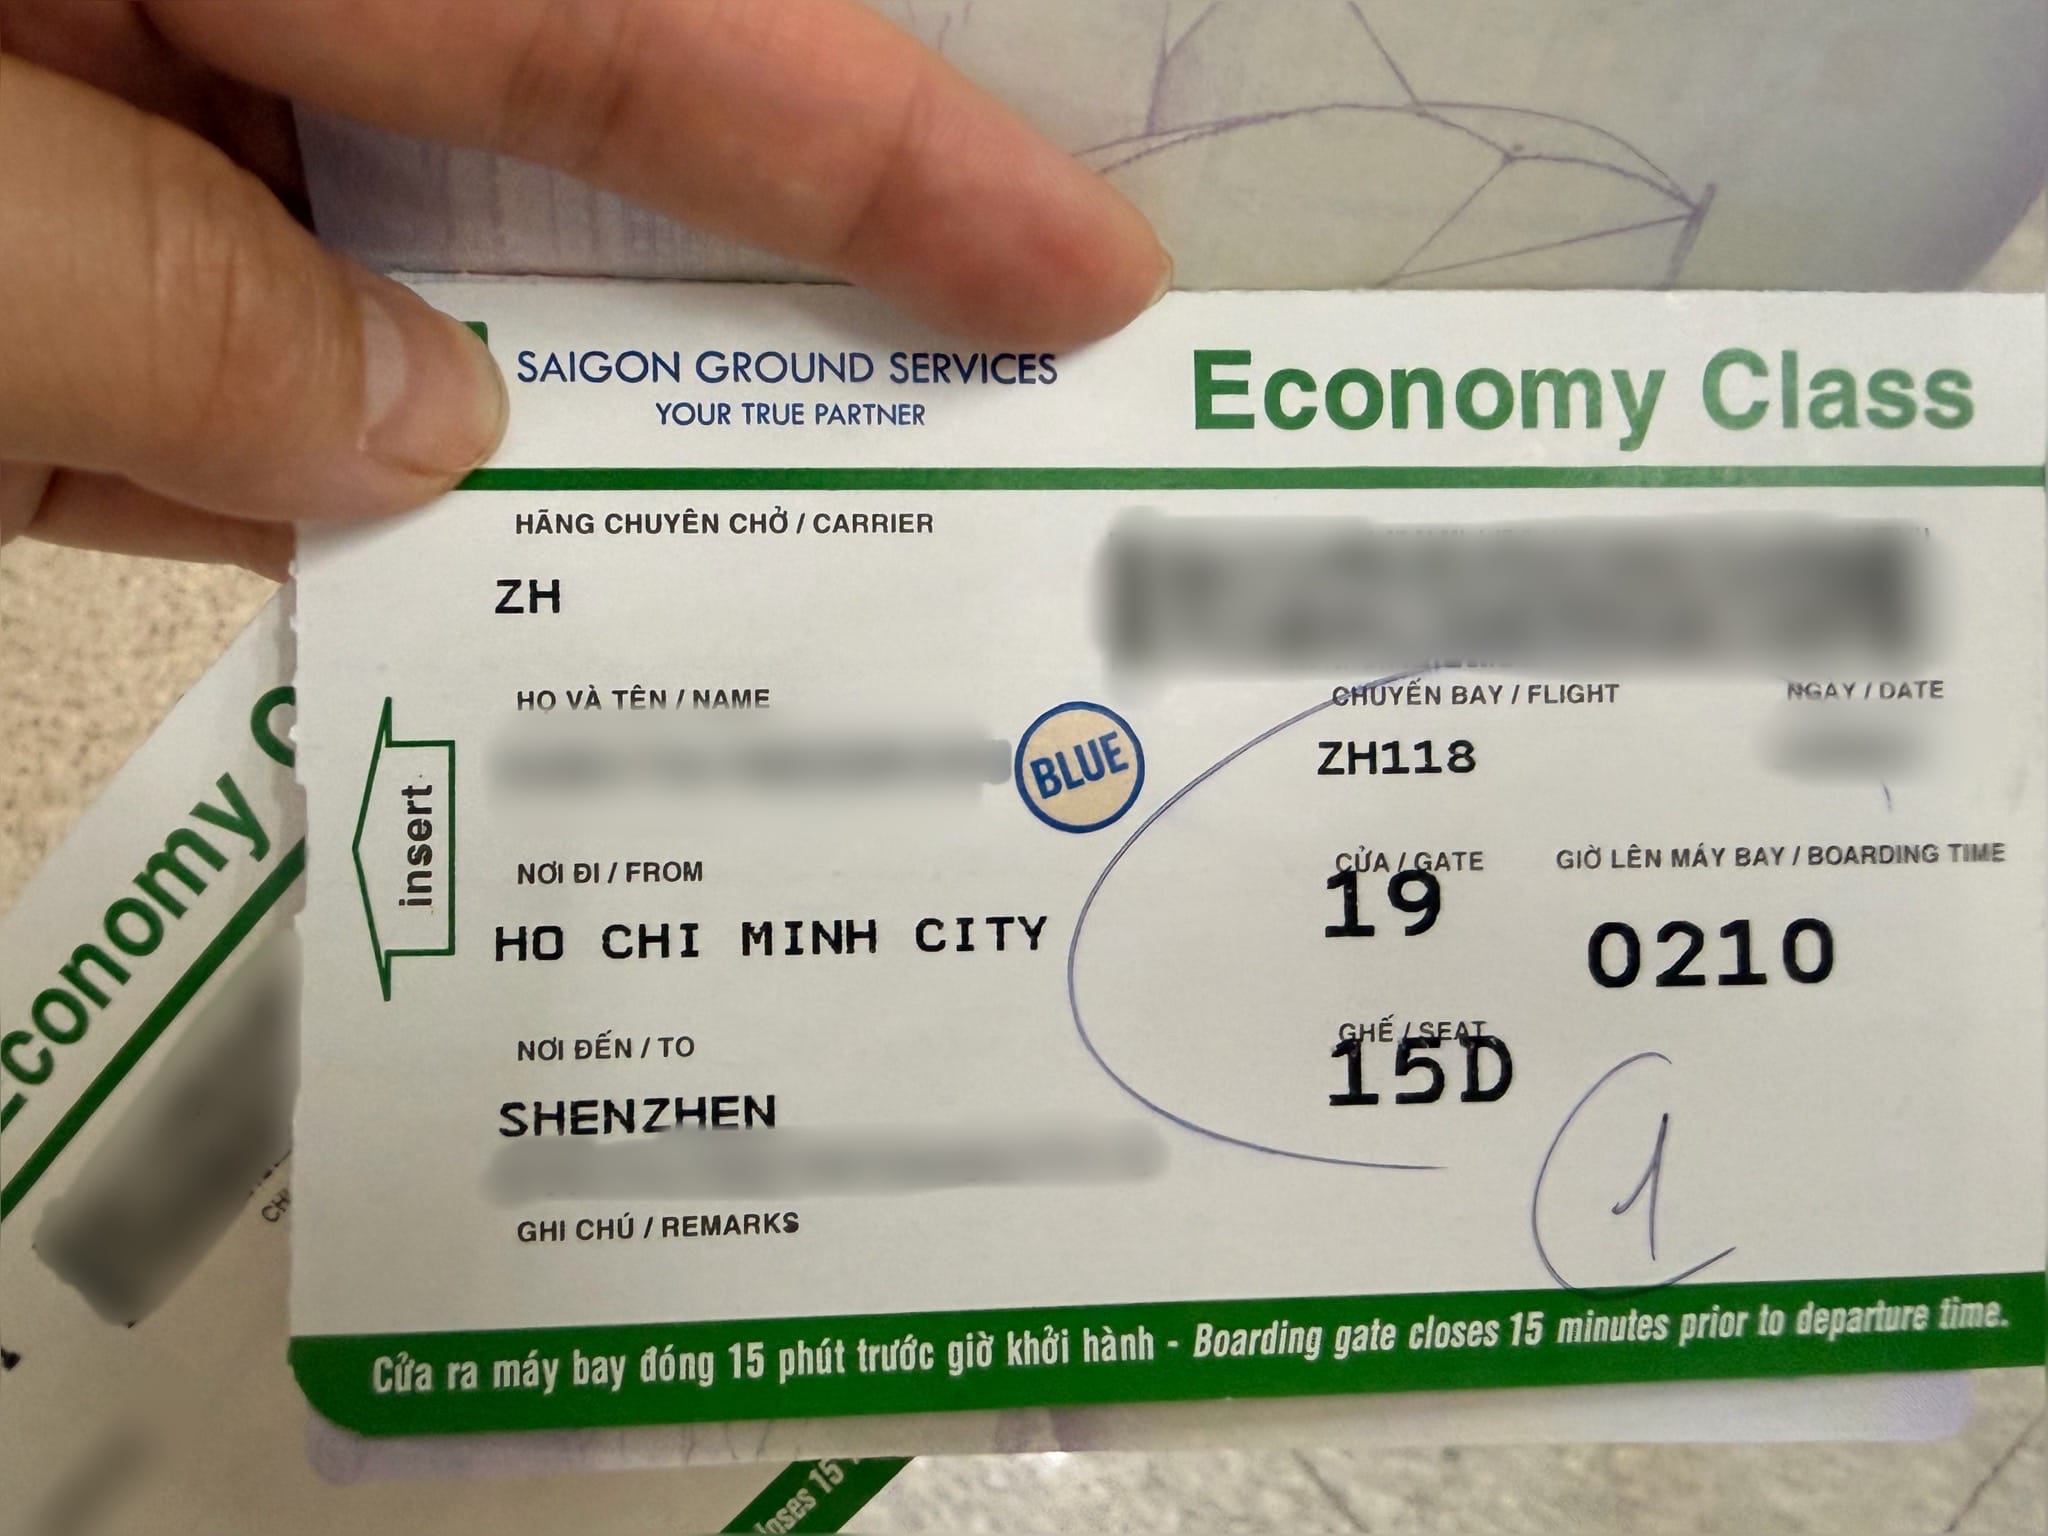 SAIGON GROUND SERVICES
YOUR TRUE PARTNER
Economy Class
HÃNG CHUYÊN CHỞ / CARRIER
ZH
HỌ VÀ TÊN / NAME
BLUE
CHUYẾN BAY / FLIGHT
NGÀY / DATE
ZH118
insert
NƠI ĐI / FROM
CỬA / GATE
GIỜ LÊN MÁY BAY / BOARDING TIME
HO CHI MINH CITY
19
0210
NƠI ĐẾN / TO
GHẾ / SEAT
SHENZHEN
15D
1
GHI CHÚ / REMARKS
Cửa ra máy bay đóng 15 phút trước giờ khởi hành - Boarding gate closes 15 minutes prior to departure time.
Economy
closes 15